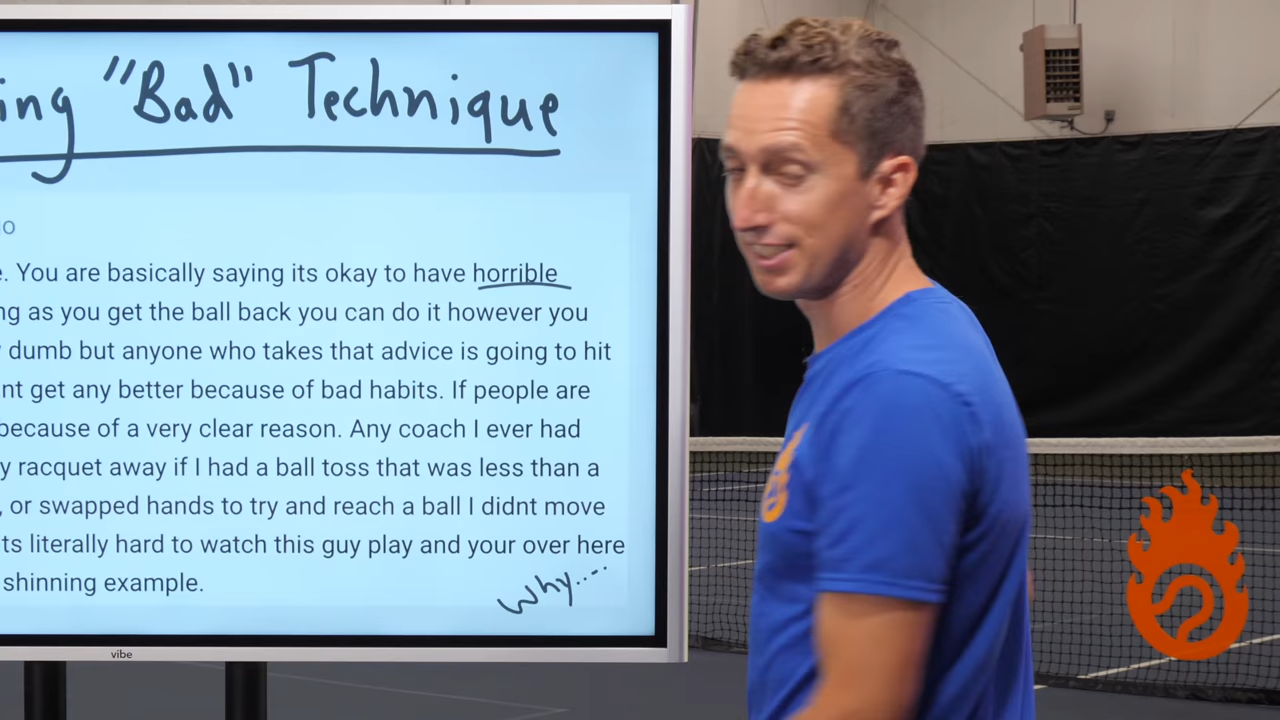 ing "Bad" Technique
go
e. You are basically saying its okay to have horrible
ng as you get the ball back you can do it however you
dumb but anyone who takes that advice is going to hit
nt get any better because of bad habits. If people are
because of a very clear reason. Any coach I ever had
y racquet away if I had a ball toss that was less than a
, or swapped hands to try and reach a ball I didnt move
ts literally hard to watch this guy play and your over here
shinning example.
why....
vibe